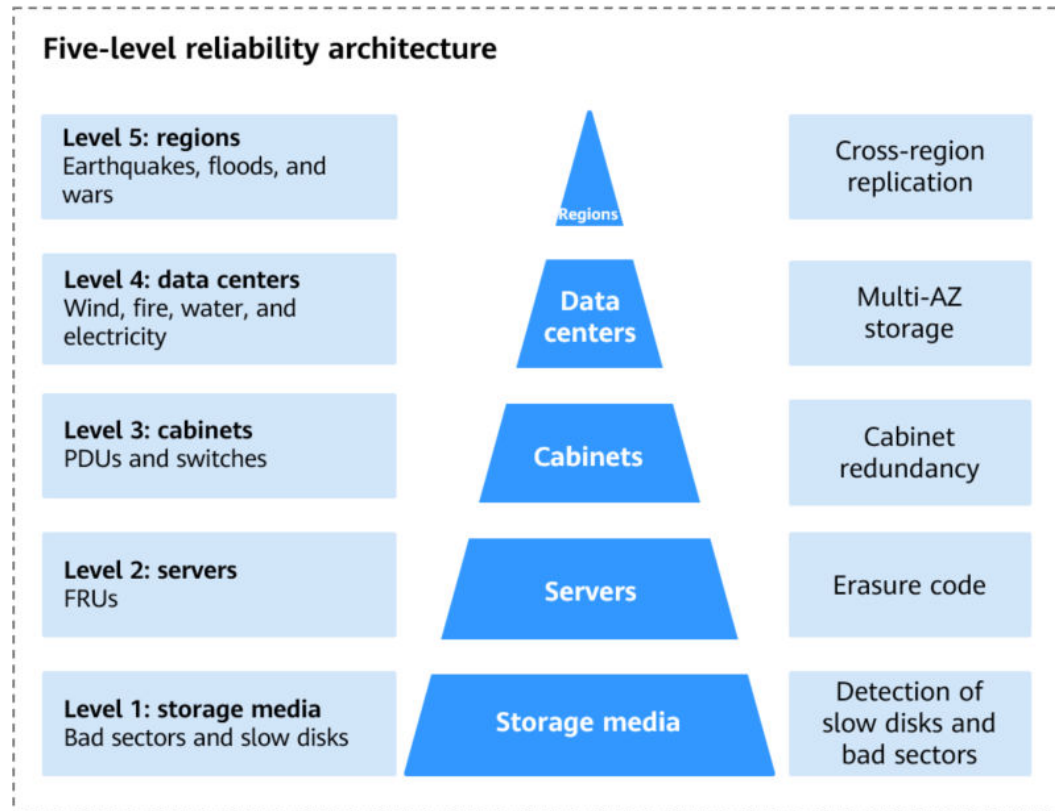 Five-level reliability architecture
Level 5: regions
Earthquakes, floods, and
wars
Regions
Cross-region
replication
Level 4: data centers
Wind, fire, water, and
electricity
Data
centers
Multi-AZ
storage
Level 3: cabinets
PDUs and switches
Cabinets
Cabinet
redundancy
Level 2: servers
FRUs
Servers
Erasure code
Level 1: storage media
Bad sectors and slow disks
Storage media
Detection of
slow disks and
bad sectors